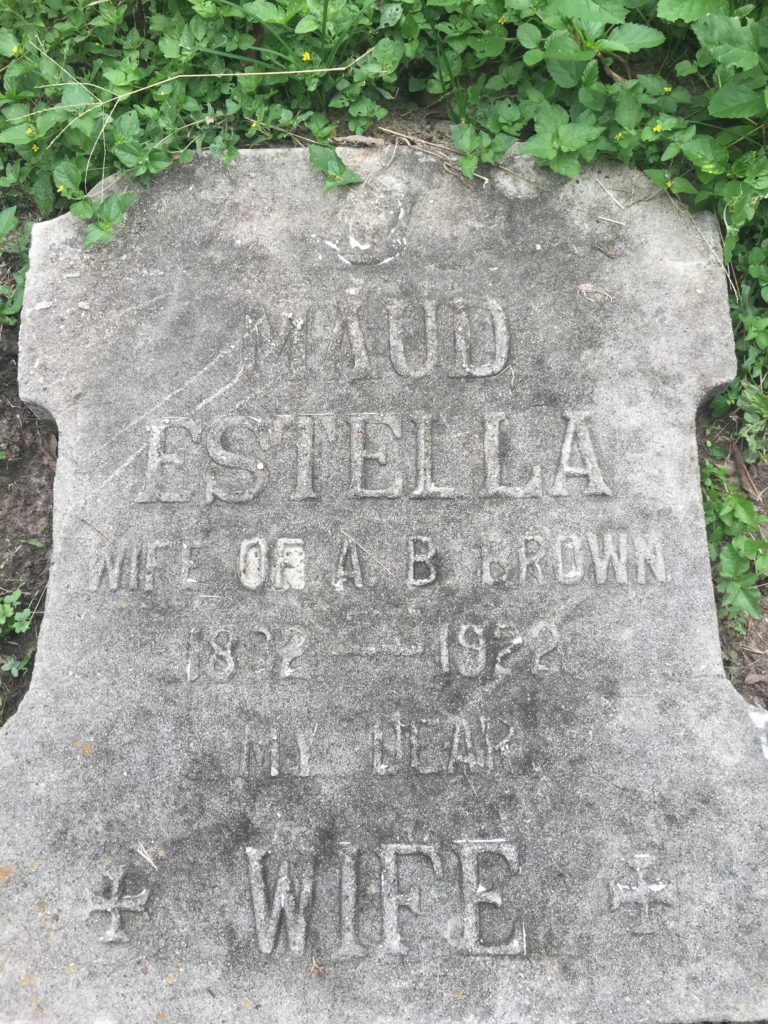 MAUD
ESTELLA
WIFE OF A. B. BROWN
1922
MY DEAR
WIFE